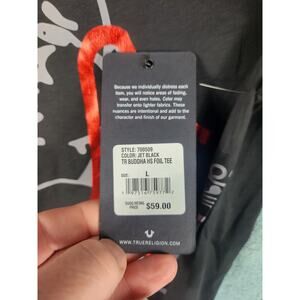 Because we individually distress each
item, you will notice areas of fading,
wear, and even holes. Color may
transfer onto lighter fabrics. These
nuances are intentional and add to the
character and finish of our garment.
STYLE: 700509
COLOR: JET BLACK
TR BUDDHA HS FOIL TEE
SIZE: L
$59.00
WWW.TRUERELIGION.COM